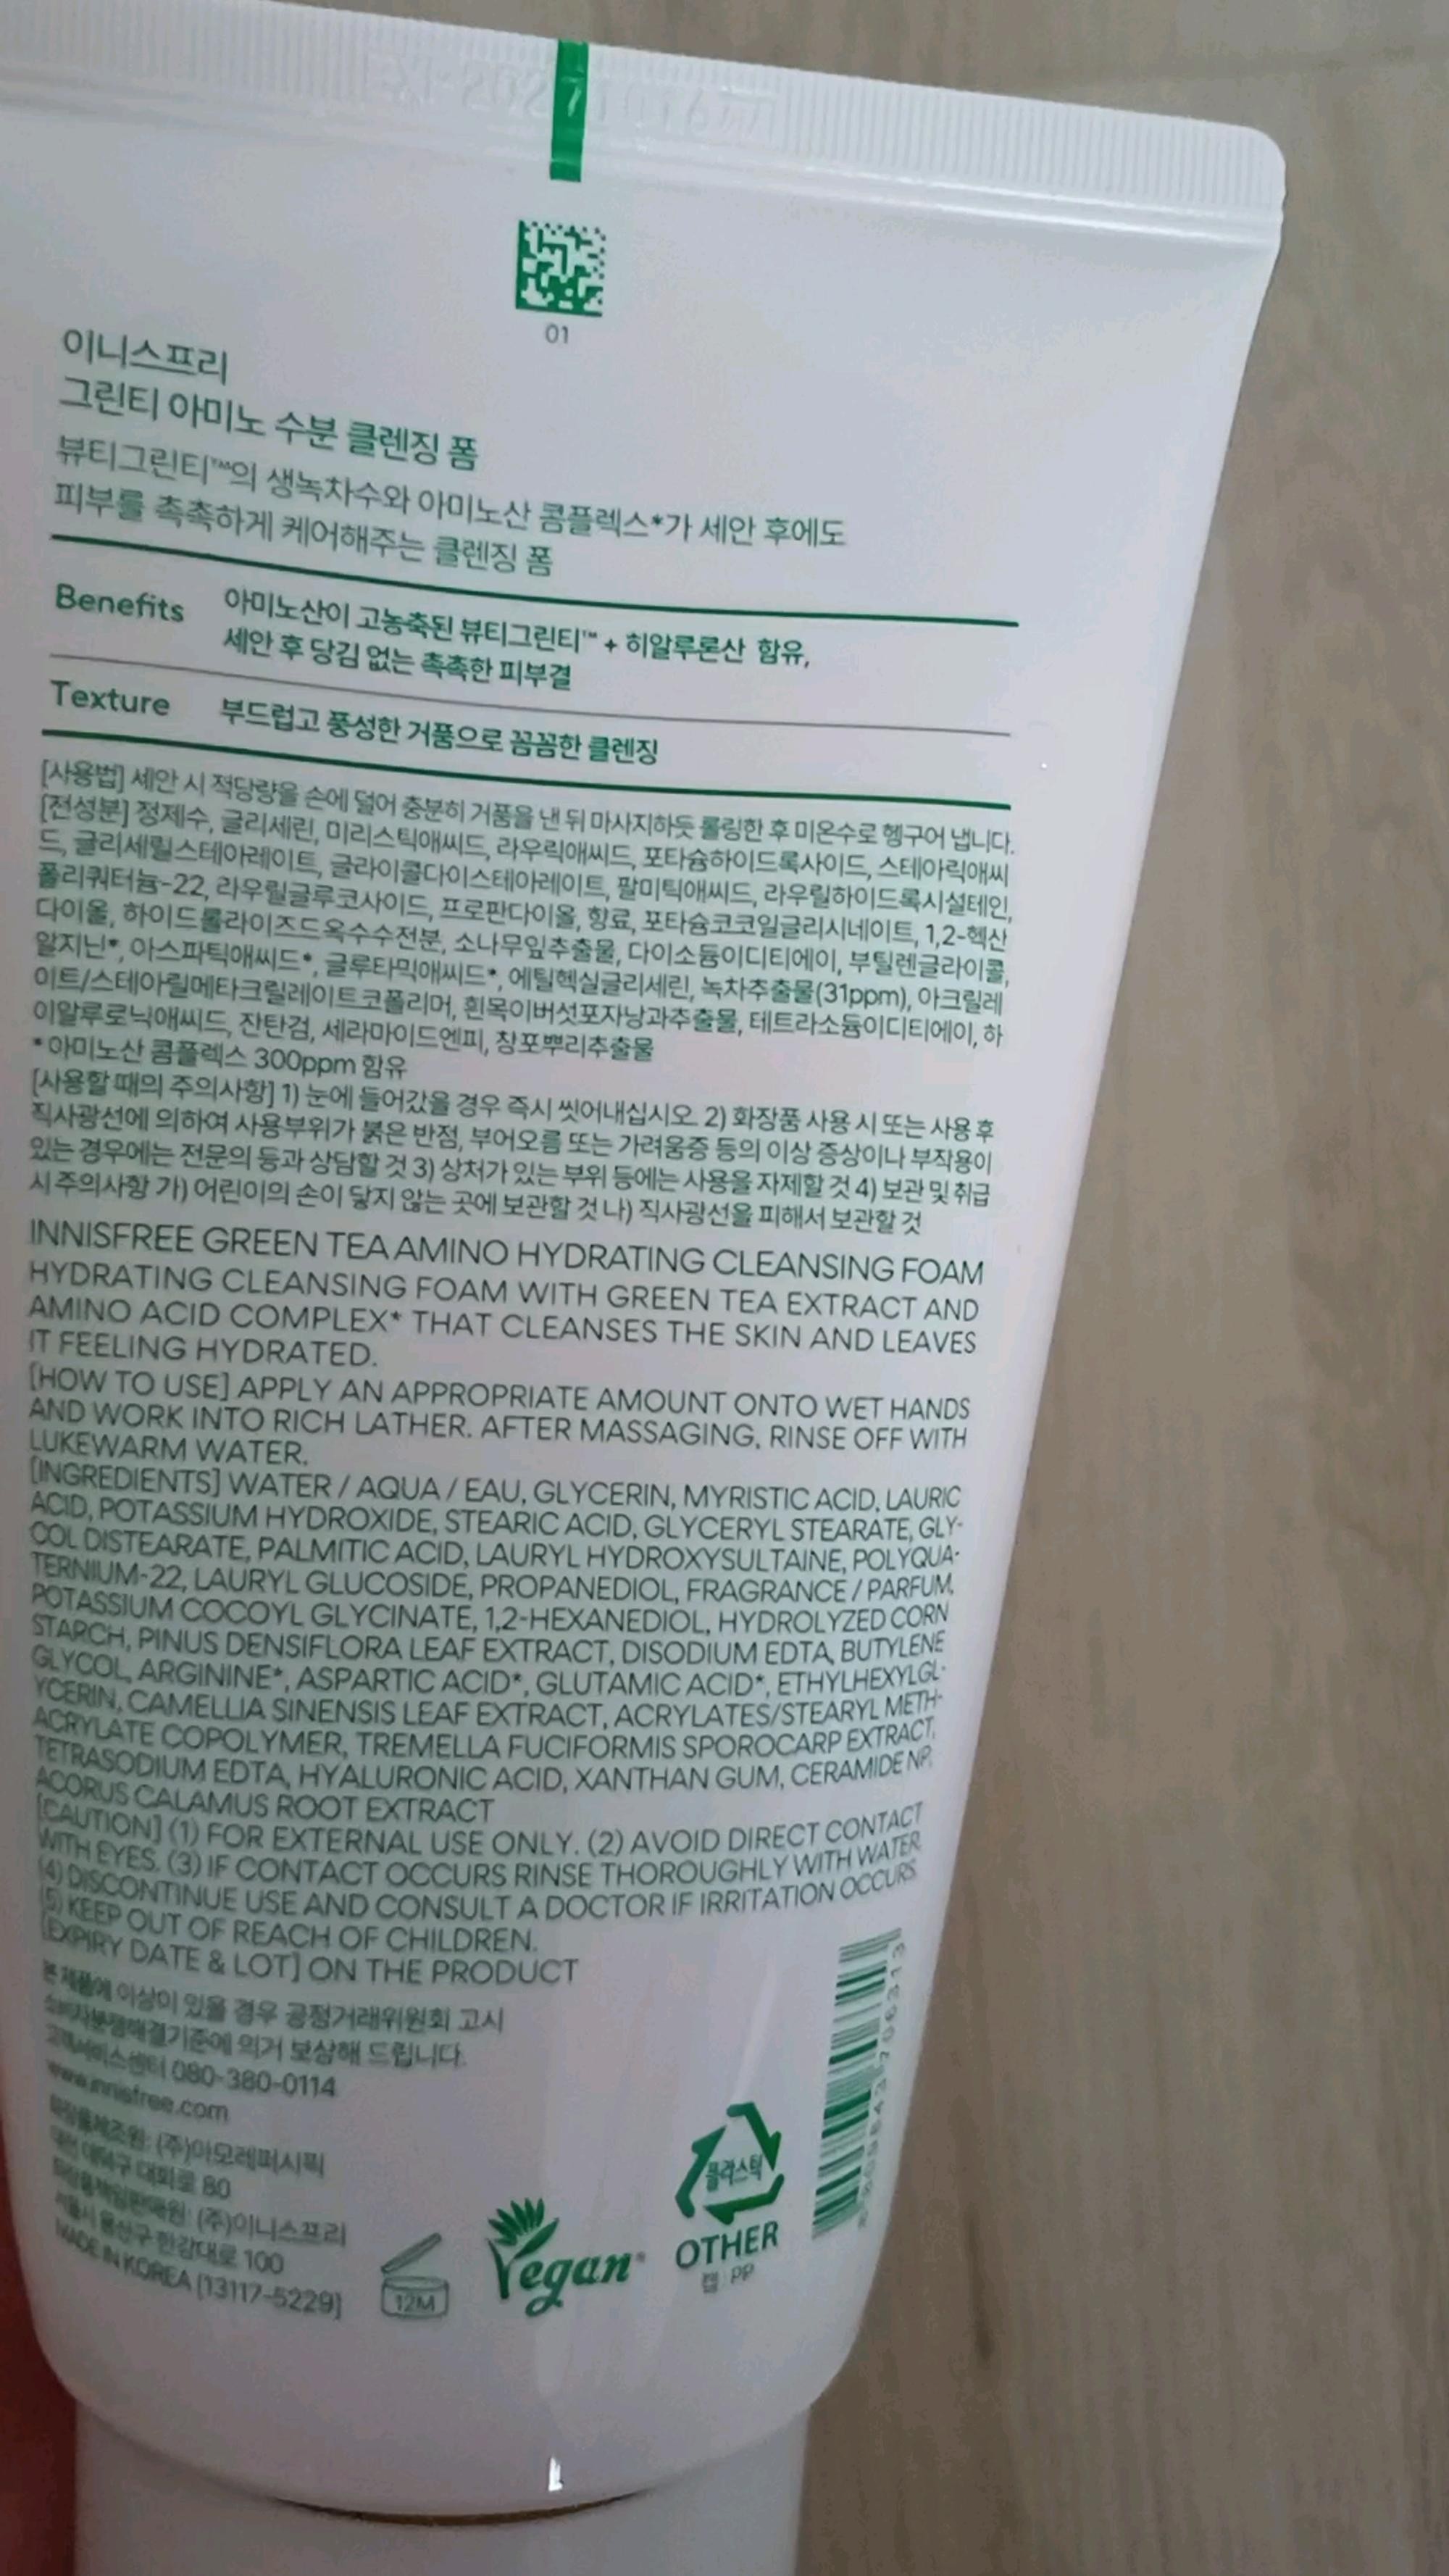 01
이니스프리
그린티 아미노 수분 클렌징 폼
뷰티그린티™의 생녹차수와 아미노산 콤플렉스*가 세안 후에도
피부를 촉촉하게 케어해주는 클렌징 폼
Benefits 아미노산이 고농축된 뷰티그린티™ + 히알루론산 함유,
세안 후 당김 없는 촉촉한 피부결
Texture 부드럽고 풍성한 거품으로 꼼꼼한 클렌징
[사용법] 세안 시 적당량을 손에 덜어 충분히 거품을 낸 뒤 마사지하듯 롤링한 후 미온수로 헹구어 냅니다.
[전성분] 정제수, 글리세린, 미리스틱애씨드, 라우릭애씨드, 포타슘하이드록사이드, 스테아릭애씨
드, 글리세릴스테아레이트, 글라이콜다이스테아레이트, 팔미틱애씨드, 라우릴하이드록시설테인,
폴리쿼터늄-22, 라우릴글루코사이드, 프로판다이올, 향료, 포타슘코코일글리시네이트, 1,2-헥산
다이올, 하이드롤라이즈드옥수수전분, 소나무잎추출물, 다이소듐이디티에이, 부틸렌글라이콜,
알지닌*, 아스파틱애씨드*, 글루타믹애씨드*, 에틸헥실글리세린, 녹차추출물(31ppm), 아크릴레
이트/스테아릴메타크릴레이트코폴리머, 흰목이버섯포자낭과추출물, 테트라소듐이디티에이, 하
이알루로닉애씨드, 잔탄검, 세라마이드엔피, 창포뿌리추출물
* 아미노산 콤플렉스 300ppm 함유
[사용할 때의 주의사항] 1) 눈에 들어갔을 경우 즉시 씻어내십시오. 2) 화장품 사용 시 또는 사용 후
직사광선에 의하여 사용부위가 붉은 반점, 부어오름 또는 가려움증 등의 이상 증상이나 부작용이
있는 경우에는 전문의 등과 상담할 것 3) 상처가 있는 부위 등에는 사용을 자제할 것 4) 보관 및 취급
시 주의사항 가) 어린이의 손이 닿지 않는 곳에 보관할 것 나) 직사광선을 피해서 보관할 것
INNISFREE GREEN TEA AMINO HYDRATING CLEANSING FOAM
HYDRATING CLEANSING FOAM WITH GREEN TEA EXTRACT AND
AMINO ACID COMPLEX* THAT CLEANSES THE SKIN AND LEAVES
IT FEELING HYDRATED.
[HOW TO USE] APPLY AN APPROPRIATE AMOUNT ONTO WET HANDS
AND WORK INTO RICH LATHER. AFTER MASSAGING, RINSE OFF WITH
LUKEWARM WATER.
[INGREDIENTS] WATER / AQUA / EAU, GLYCERIN, MYRISTIC ACID, LAURIC
ACID, POTASSIUM HYDROXIDE, STEARIC ACID, GLYCERYL STEARATE, GLY-
COL DISTEARATE, PALMITIC ACID, LAURYL HYDROXYSULTAINE, POLYQUA-
TERNIUM-22, LAURYL GLUCOSIDE, PROPANEDIOL, FRAGRANCE / PARFUM,
POTASSIUM COCOYL GLYCINATE, 1,2-HEXANEDIOL, HYDROLYZED CORN
STARCH, PINUS DENSIFLORA LEAF EXTRACT, DISODIUM EDTA, BUTYLENE
GLYCOL, ARGININE*, ASPARTIC ACID*, GLUTAMIC ACID*, ETHYLHEXYLGL-
YCERIN, CAMELLIA SINENSIS LEAF EXTRACT, ACRYLATES/STEARYL METH-
ACRYLATE COPOLYMER, TREMELLA FUCIFORMIS SPOROCARP EXTRACT,
TETRASODIUM EDTA, HYALURONIC ACID, XANTHAN GUM, CERAMIDE NP,
ACORUS CALAMUS ROOT EXTRACT
[CAUTION] (1) FOR EXTERNAL USE ONLY. (2) AVOID DIRECT CONTACT
WITH EYES. (3) IF CONTACT OCCURS RINSE THOROUGHLY WITH WATER.
(4) DISCONTINUE USE AND CONSULT A DOCTOR IF IRRITATION OCCURS.
(5) KEEP OUT OF REACH OF CHILDREN.
[EXPIRY DATE & LOT] ON THE PRODUCT
본 제품에 이상이 있을 경우 공정거래위원회 고시
소비자분쟁해결기준에 의거 보상해 드립니다.
고객서비스센터 080-380-0114
www.innisfree.com
화장품제조원: (주)아모레퍼시픽
대전 대덕구 대화로 80
화장품책임판매원: (주)이니스프리
서울시 용산구 한강대로 100
MADE IN KOREA [13117-5229]
12M
Vegan
플라스틱
OTHER
캡 : PP